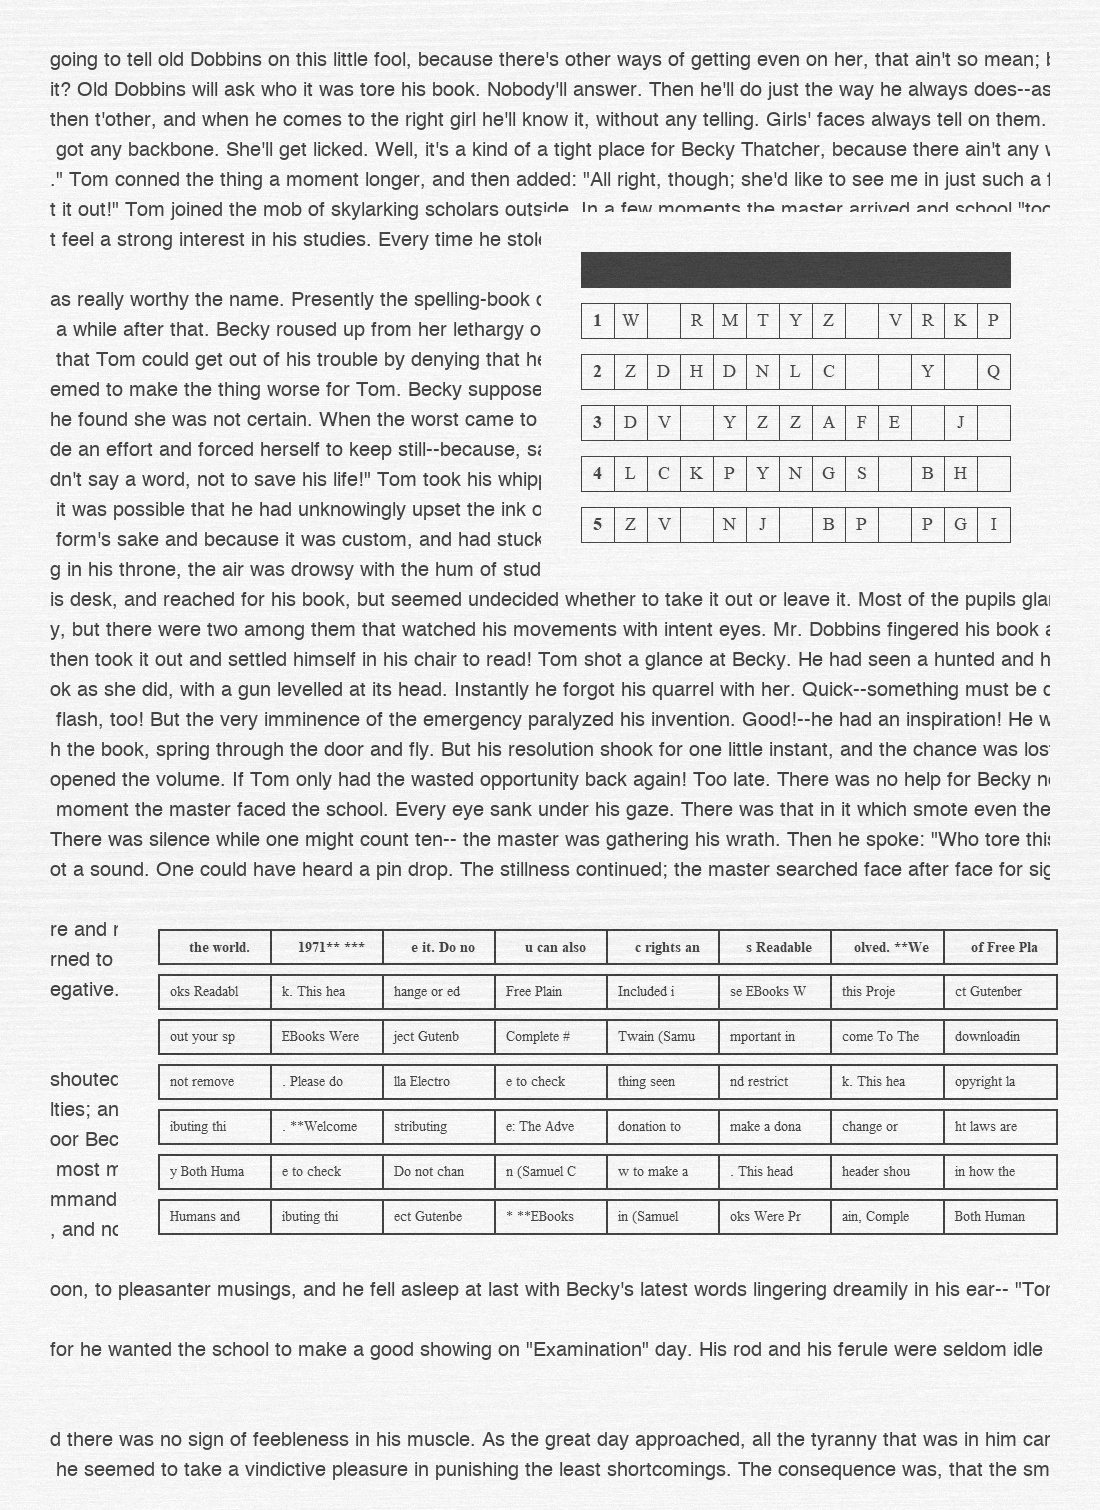 going to tell old Dobbins on this little fool, because there's other ways of getting even on her, that ain't so mean;
it? Old Dobbins will ask who it was tore his book. Nobody'll answer. Then he'll do just the way he always does--as
then t'other, and when he comes to the right girl he'll know it, without any telling. Girls' faces always tell on them.
got any backbone. She'll get licked. Well, it's a kind of a tight place for Becky Thatcher, because there ain't any
." Tom conned the thing a moment longer, and then added: "All right, though; she'd like to see me in just such a
t it out!" Tom joined the mob of skylarking scholars outside. In a few moments the master arrived and school
t feel a strong interest in his studies. Every time he stole
as really worthy the name. Presently the spelling-book
a while after that. Becky roused up from her lethargy
that Tom could get out of his trouble by denying that he
emed to make the thing worse for Tom. Becky suppose
he found she was not certain. When the worst came to
de an effort and forced herself to keep still--because,
dn't say a word, not to save his life!" Tom took his whipp
it was possible that he had unknowingly upset the ink
form's sake and because it was custom, and had stuck
g in his throne, the air was drowsy with the hum of stud
1 W R M T Y Z V R K P
2 Z D H D N L C Y Q
3 D V Y Z Z A F E J
4 L C K P Y N G S B H
5 Z V N J B P P G I
is desk, and reached for his book, but seemed undecided whether to take it out or leave it. Most of the pupils
y, but there were two among them that watched his movements with intent eyes. Mr. Dobbins fingered his book
then took it out and settled himself in his chair to read! Tom shot a glance at Becky. He had seen a hunted and h
ok as she did, with a gun levelled at its head. Instantly he forgot his quarrel with her. Quick--something must be
flash, too! But the very imminence of the emergency paralyzed his invention. Good!--he had an inspiration! He
h the book, spring through the door and fly. But his resolution shook for one little instant, and the chance was
opened the volume. If Tom only had the wasted opportunity back again! Too late. There was no help for Becky
moment the master faced the school. Every eye sank under his gaze. There was that in it which smote even the
There was silence while one might count ten-- the master was gathering his wrath. Then he spoke: "Who tore this
ot a sound. One could have heard a pin drop. The stillness continued; the master searched face after face for
re and
rned to
egative.
shouted
lties; an
oor Bec
most
mmand
, and
the world. 1971** *** e it. Do no u can also c rights an s Readable olved. **We of Free Pla
oks Readabl k. This hea hange or ed Free Plain Included i se EBooks W this Proje ct Gutenber
out your sp EBooks Were ject Gutenb Complete # Twain (Samu mportant in come To The downloadin
not remove . Please do lla Electro e to check thing seen nd restrict k. This hea opyright la
ibuting thi . **Welcome stributing e: The Adve donation to make a dona change or ht laws are
y Both Huma e to check Do not chan n (Samuel C w to make a . This head header shou in how the
Humans and ibuting thi ect Gutenbe * **EBooks in (Samuel oks Were Pr ain, Comple Both Human
oon, to pleasanter musings, and he fell asleep at last with Becky's latest words lingering dreamily in his ear--
for he wanted the school to make a good showing on "Examination" day. His rod and his ferule were seldom idle
d there was no sign of feebleness in his muscle. As the great day approached, all the tyranny that was in him
he seemed to take a vindictive pleasure in punishing the least shortcomings. The consequence was, that the sm